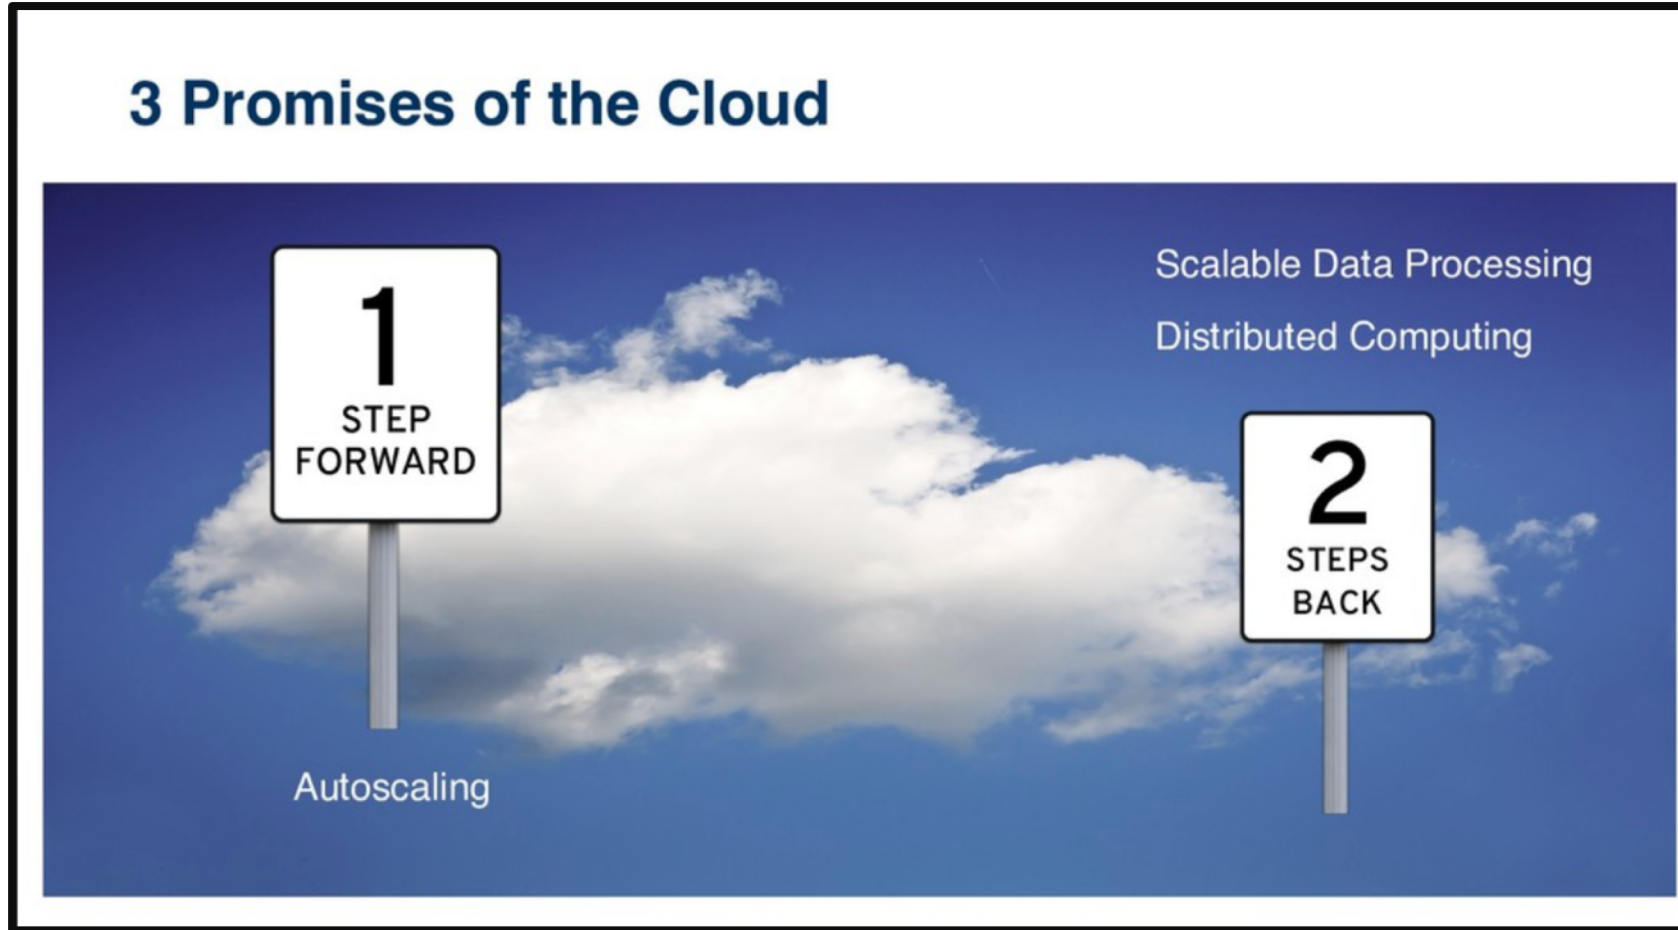 3 Promises of the Cloud
1
STEP
FORWARD
Autoscaling
Scalable Data Processing
Distributed Computing
2
STEPS
BACK